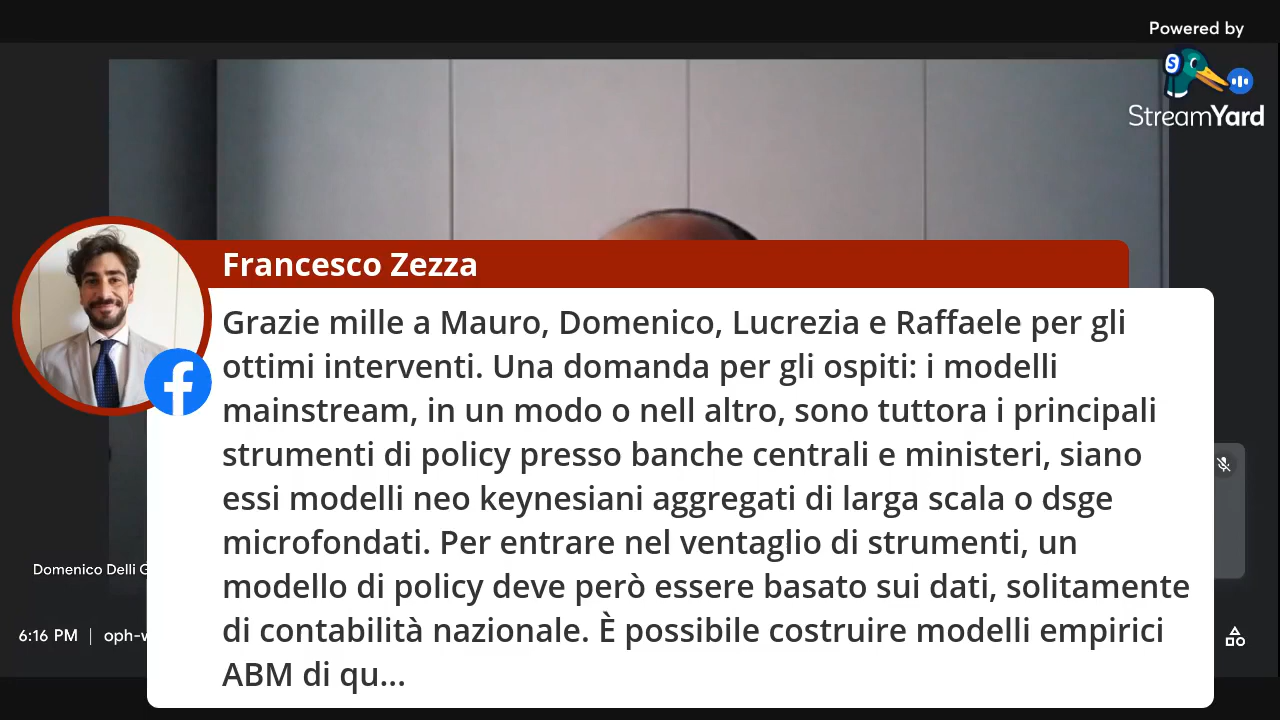 Powered by
StreamYard
Francesco Zezza
Grazie mille a Mauro, Domenico, Lucrezia e Raffaele per gli
ottimi interventi. Una domanda per gli ospiti: i modelli
mainstream, in un modo o nell altro, sono tuttora i principali
strumenti di policy presso banche centrali e ministeri, siano
essi modelli neo keynesiani aggregati di larga scala o dsge
microfondati. Per entrare nel ventaglio di strumenti, un
modello di policy deve però essere basato sui dati, solitamente
di contabilità nazionale. È possibile costruire modelli empirici
ABM di qu...
Domenico Delli G
6:16 PM | oph-